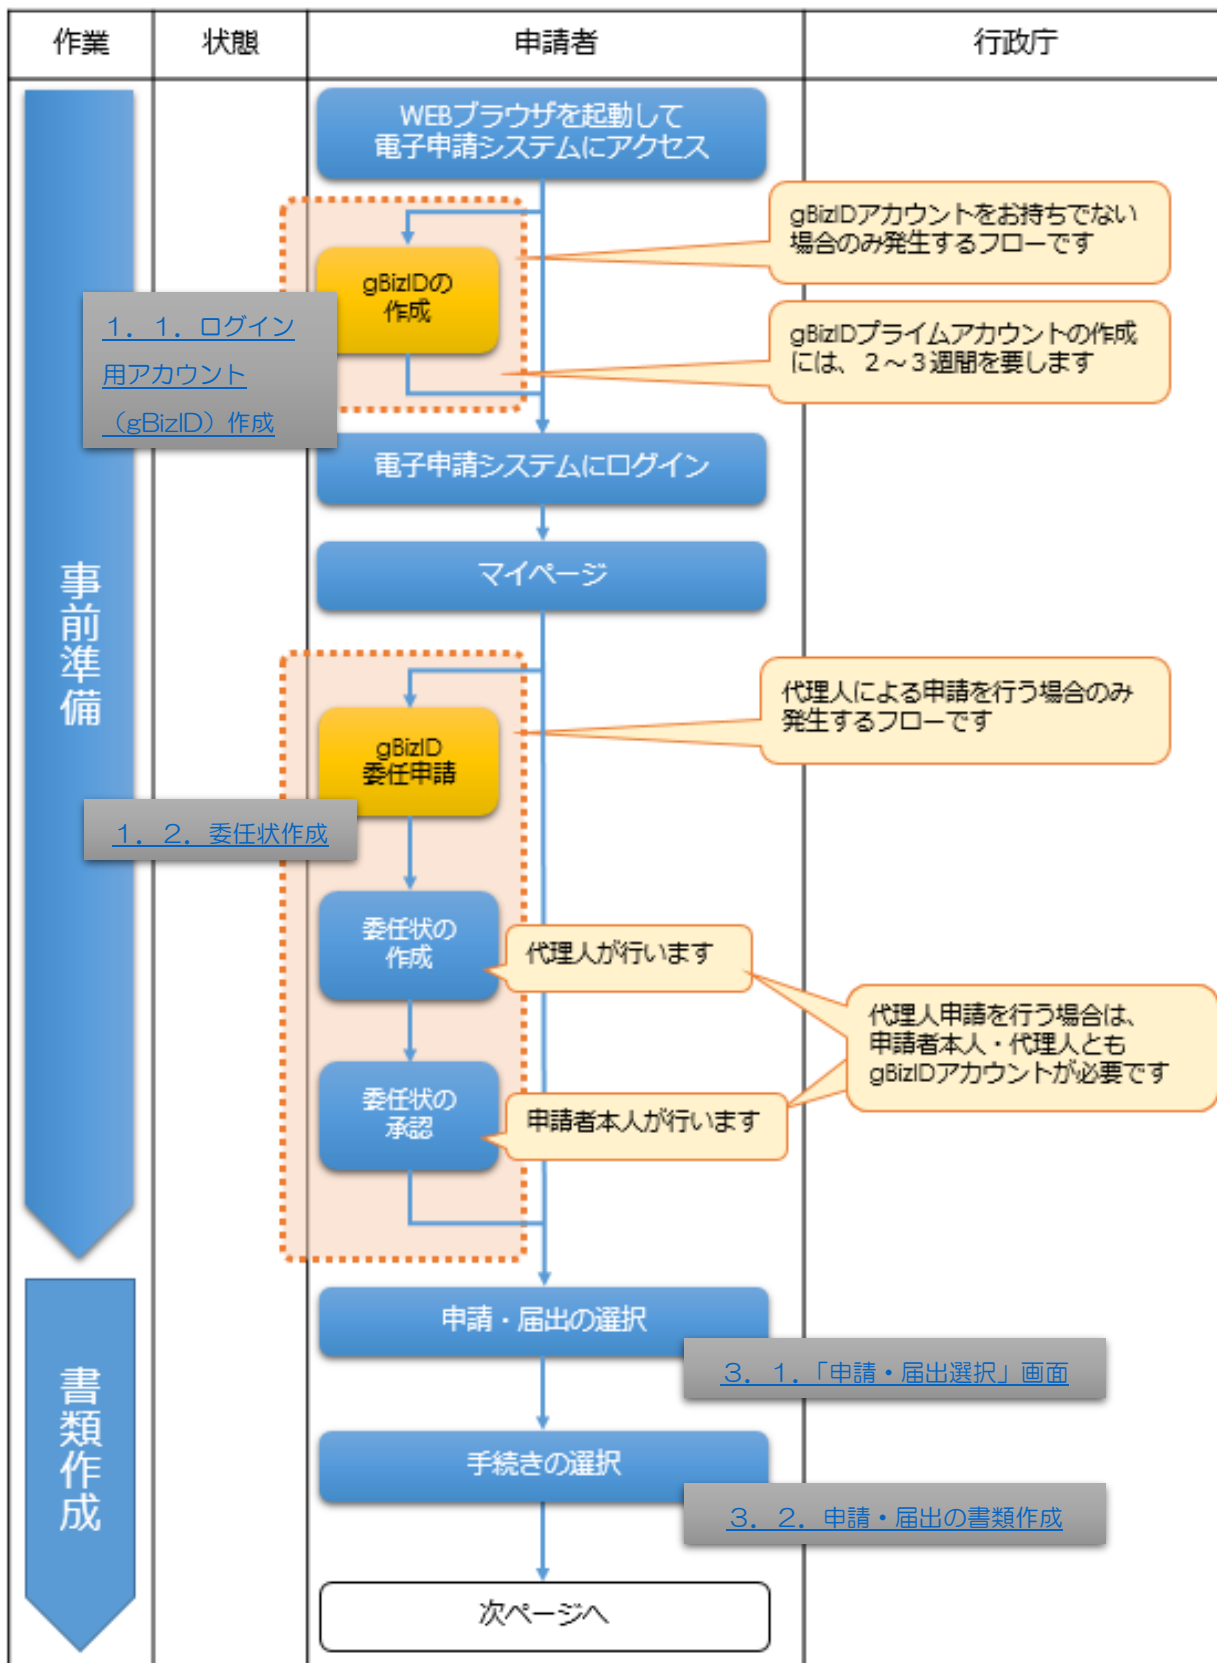 作業
状態
申請者
行政庁
WEBブラウザを起動して
電子申請システムにアクセス
gBizIDアカウントをお持ちでない
場合のみ発生するフローです
gBizIDの
作成
１．１．ログイン
用アカウント
（gBizID）作成
gBizIDプライムアカウントの作成
には、２～３週間を要します
電子申請システムにログイン
マイページ
事前準備
代理人による申請を行う場合のみ
発生するフローです
gBizID
委任申請
１．２．委任状作成
委任状の
作成
代理人が行います
代理人申請を行う場合は、
申請者本人・代理人とも
gBizIDアカウントが必要です
委任状の
承認
申請者本人が行います
申請・届出の選択
３．１．「申請・届出選択」画面
書類作成
手続きの選択
３．２．申請・届出の書類作成
次ページへ